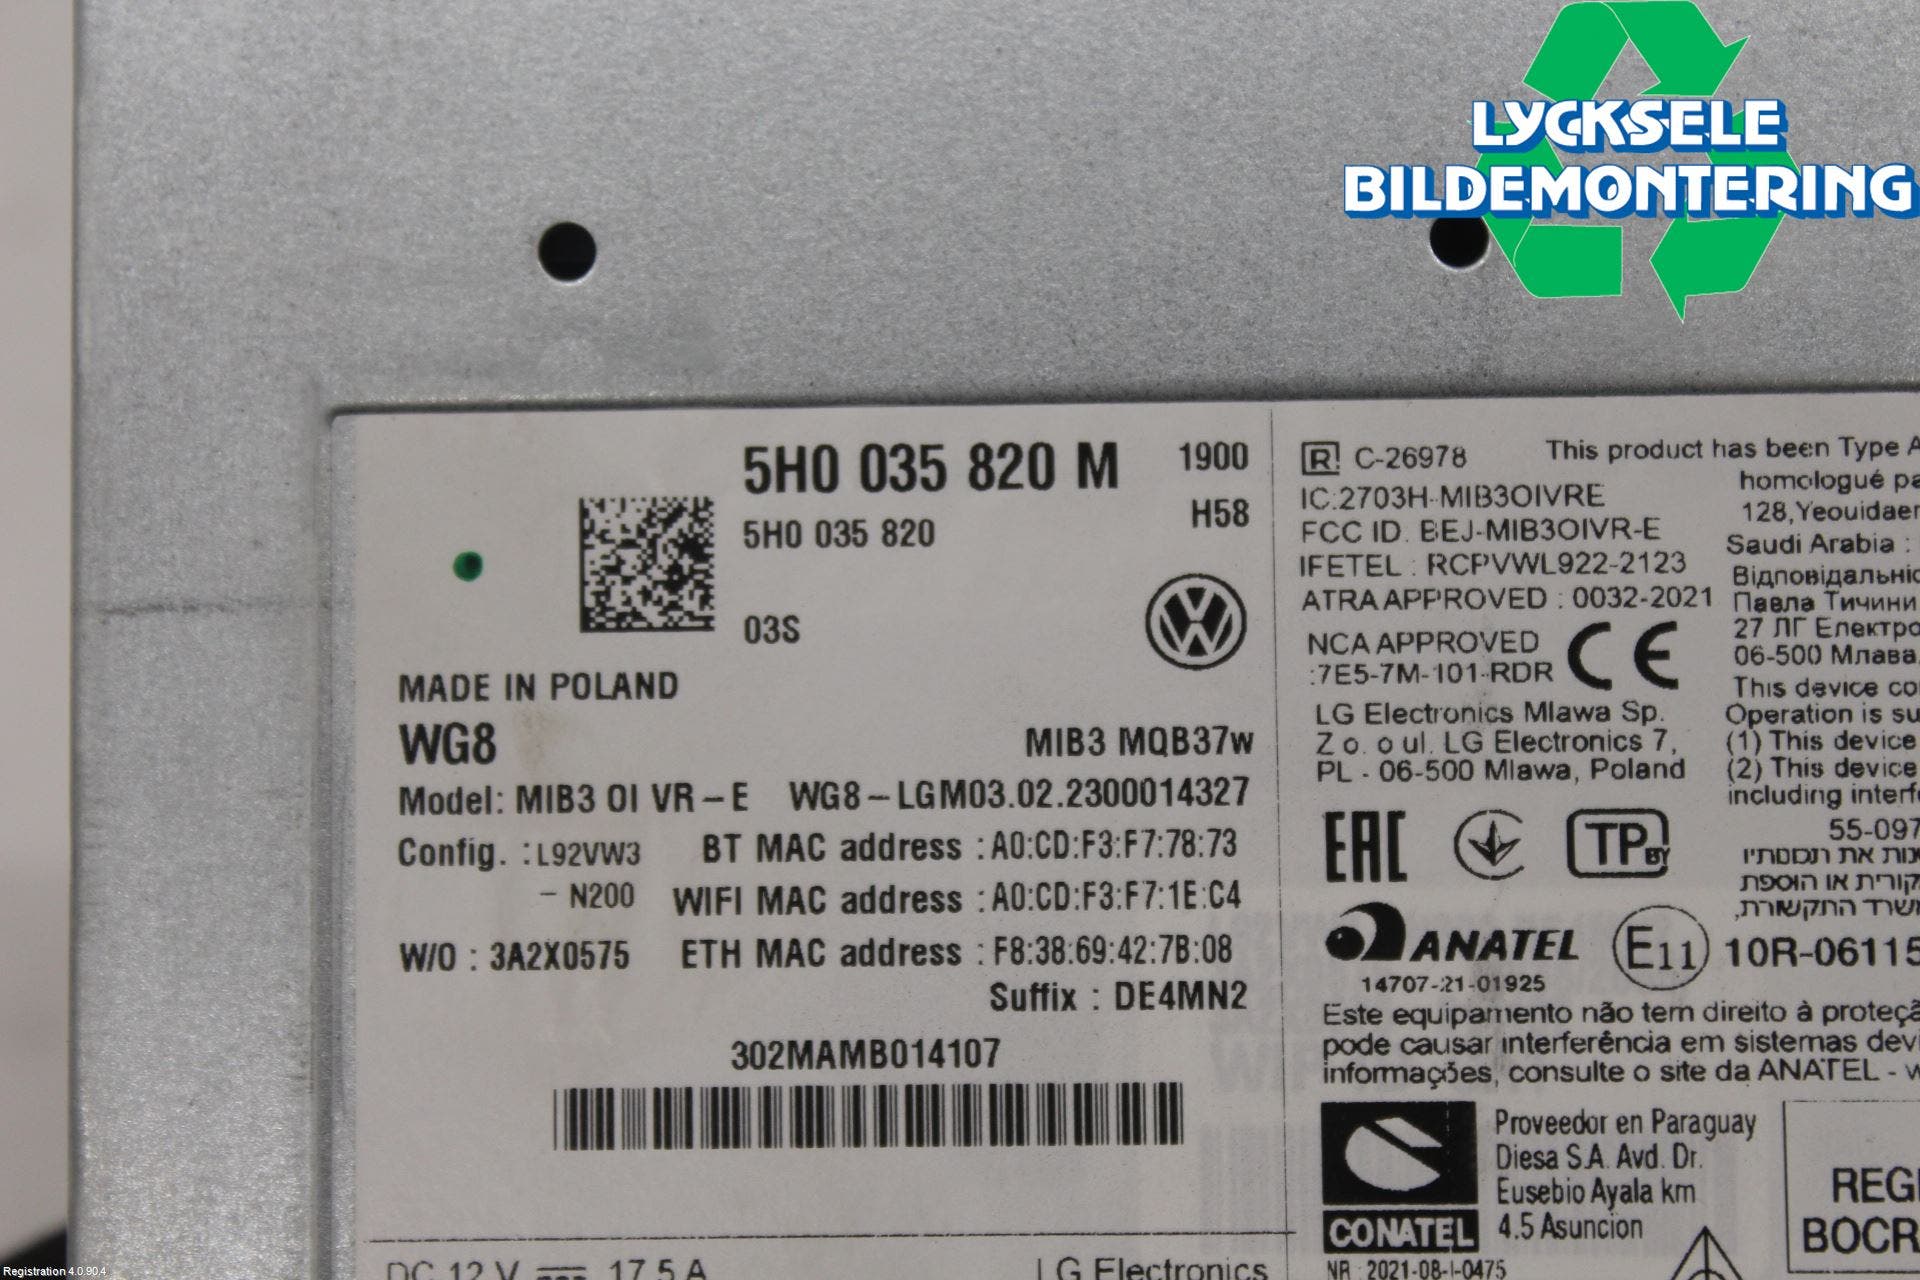 LYCKSELE
BILDEMONTERING
5H0 035 820 M
1900
5H0 035 820
H58
03S
MADE IN POLAND
WG8
MIB3 MQB37w
Model: MIB3 OI VR-E WG8-LGM03.02.2300014327
Config. : L92VW3
- N200
BT MAC address : A0:CD:F3:F7:78:73
WIFI MAC address : A0:CD:F3:F7:1E:C4
W/O : 3A2X0575
ETH MAC address : F8:38:69:42:7B:08
Suffix : DE4MN2
302MAMB014107
DC 12 V 17.5 A
LG Electronics
R C-26978
IC:2703H-MIB3OIVRE
FCC ID. BEJ-MIB3OIVR-E
IFETEL : RCPVWL922-2123
ATRA APPROVED : 0032-2021
NCA APPROVED
:7E5-7M-101-RDR
CE
LG Electronics Mlawa Sp.
Z o. o ul. LG Electronics 7,
PL - 06-500 Mlawa, Poland
EAC
TP BY
ANATEL
14707-21-01925
E11
10R-06115
This product has been Type A
homologué pa
128,Yeouidaer
Saudi Arabia :
Відповідальніс
Павла Тичини
27 ЛГ Електро
06-500 Млава,
This device co
Operation is su
(1) This device
(2) This device
including interf
55-097
Este equipamento não tem direito à proteçã
pode causar interferência em sistemas devi
informações, consulte o site da ANATEL - w
CONATEL
NR : 2021-08-I-0475
Proveedor en Paraguay
Diesa S.A. Avd. Dr.
Eusebio Ayala km
4.5 Asuncion
REGI
BOCR
Registration 4.0.90.4